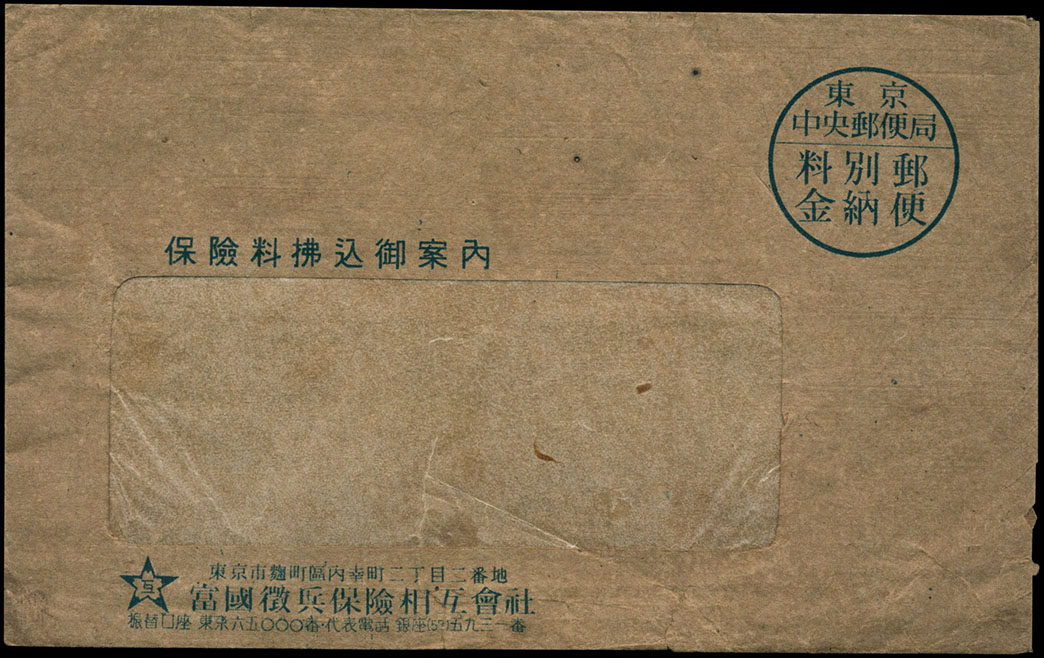 東京
中央郵便局
郵便
別納
料金
保險料拂込御案內
東京市麴町區內幸町二丁目二番地
富國徵兵保險相互會社
振替口座 東京六五〇〇〇番・代表電話 銀座(57)五九三一番